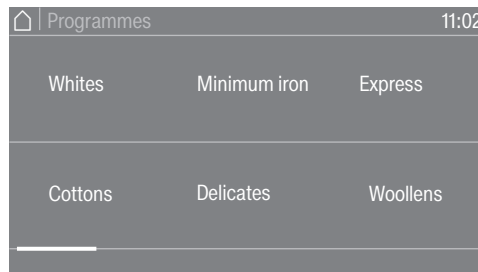 Programmes 11:02
Whites Minimum iron Express
Cottons Delicates Woollens